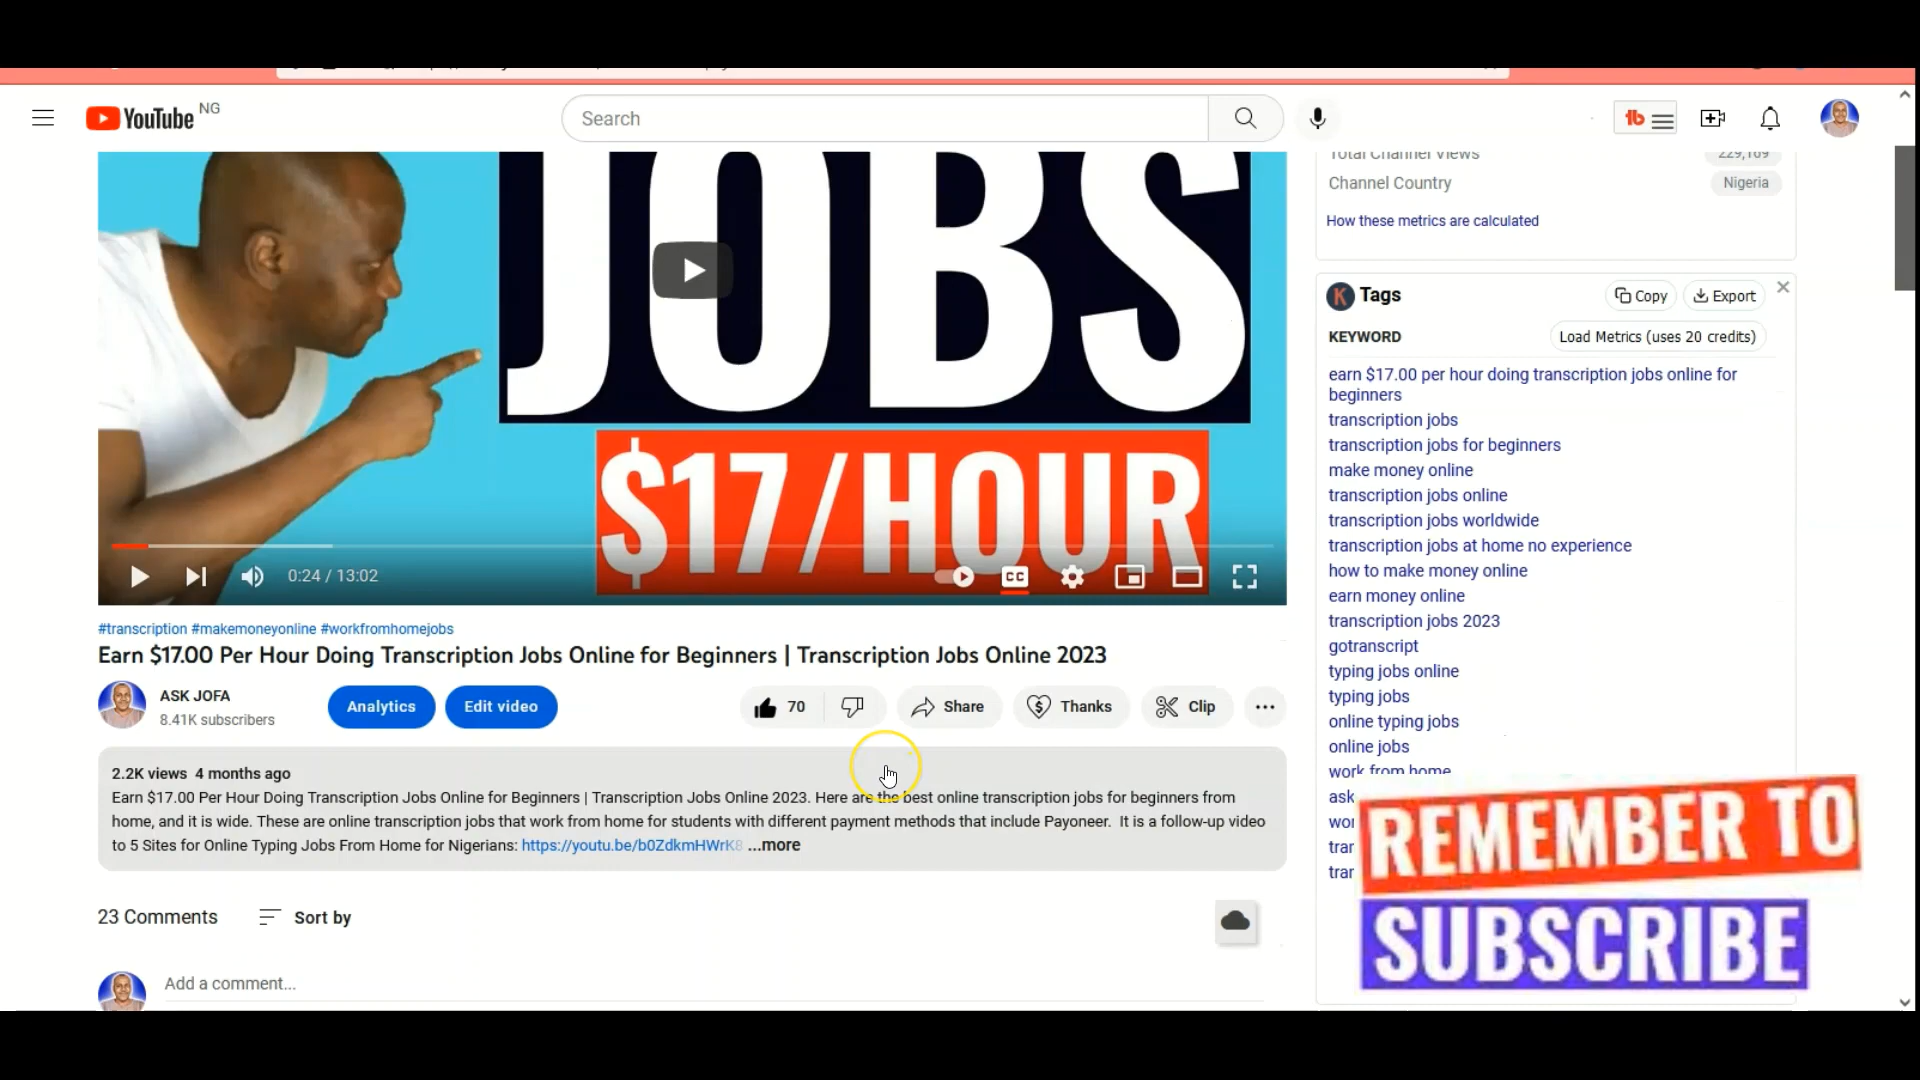 YouTube NG
Search
Total Channel Views 229,169
Channel Country Nigeria
How these metrics are calculated
JOBS
$17/HOUR
0:24 / 13:02
CC
#transcription #makemoneyonline #workfromhomejobs
Earn $17.00 Per Hour Doing Transcription Jobs Online for Beginners | Transcription Jobs Online 2023
ASK JOFA
8.41K subscribers
Analytics
Edit video
70
Share
Thanks
Clip
2.2K views 4 months ago
Earn $17.00 Per Hour Doing Transcription Jobs Online for Beginners | Transcription Jobs Online 2023. Here are the best online transcription jobs for beginners from
home, and it is wide. These are online transcription jobs that work from home for students with different payment methods that include Payoneer. It is a follow-up video
to 5 Sites for Online Typing Jobs From Home for Nigerians: https://youtu.be/b0ZdkmHWrK8 ...more
23 Comments
Sort by
Add a comment...
K Tags
Copy
Export
KEYWORD
Load Metrics (uses 20 credits)
earn $17.00 per hour doing transcription jobs online for
beginners
transcription jobs
transcription jobs for beginners
make money online
transcription jobs online
transcription jobs worldwide
transcription jobs at home no experience
how to make money online
earn money online
transcription jobs 2023
gotranscript
typing jobs online
typing jobs
online typing jobs
online jobs
work from home
ask
REMEMBER TO
SUBSCRIBE